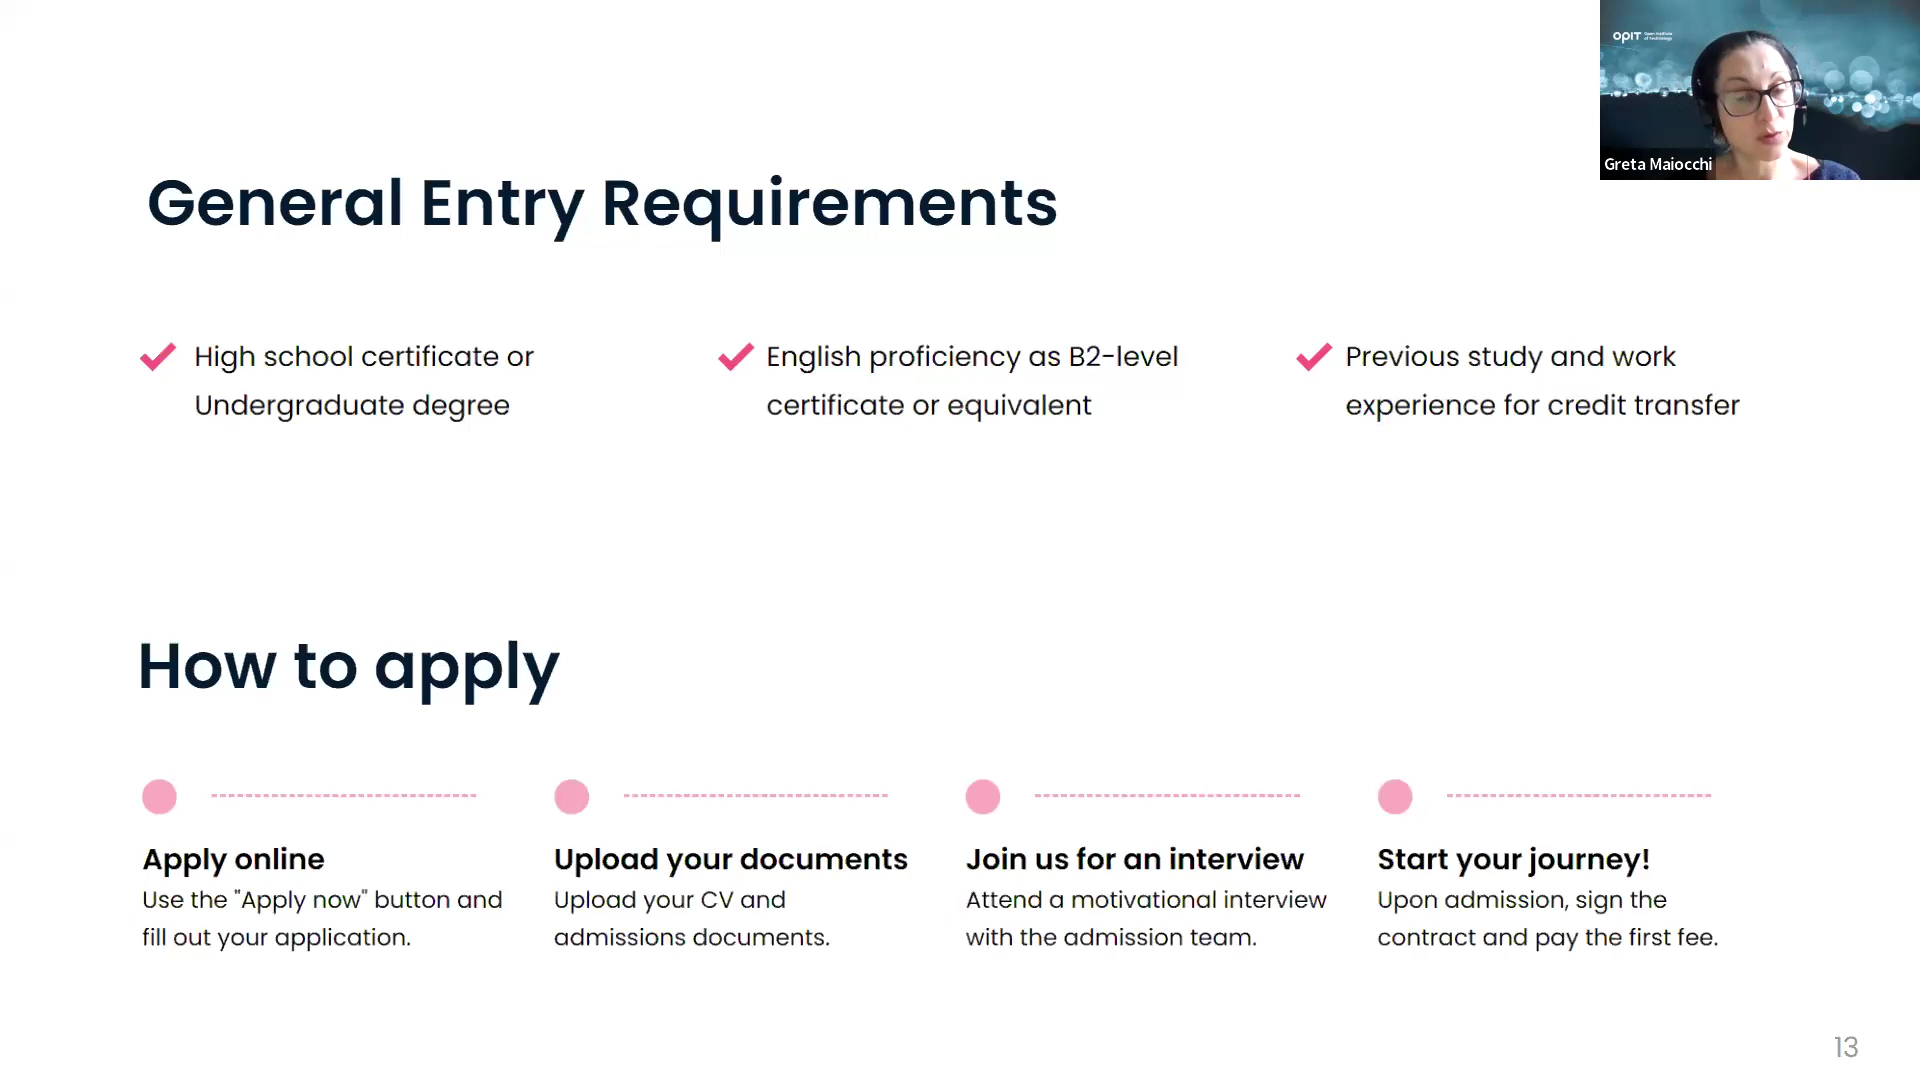 OPIT Open Institute
of Technology
Greta Maiocchi
General Entry Requirements
High school certificate or
Undergraduate degree
English proficiency as B2-level
certificate or equivalent
Previous study and work
experience for credit transfer
How to apply
Apply online
Use the "Apply now" button and
fill out your application.
Upload your documents
Upload your CV and
admissions documents.
Join us for an interview
Attend a motivational interview
with the admission team.
Start your journey!
Upon admission, sign the
contract and pay the first fee.
13